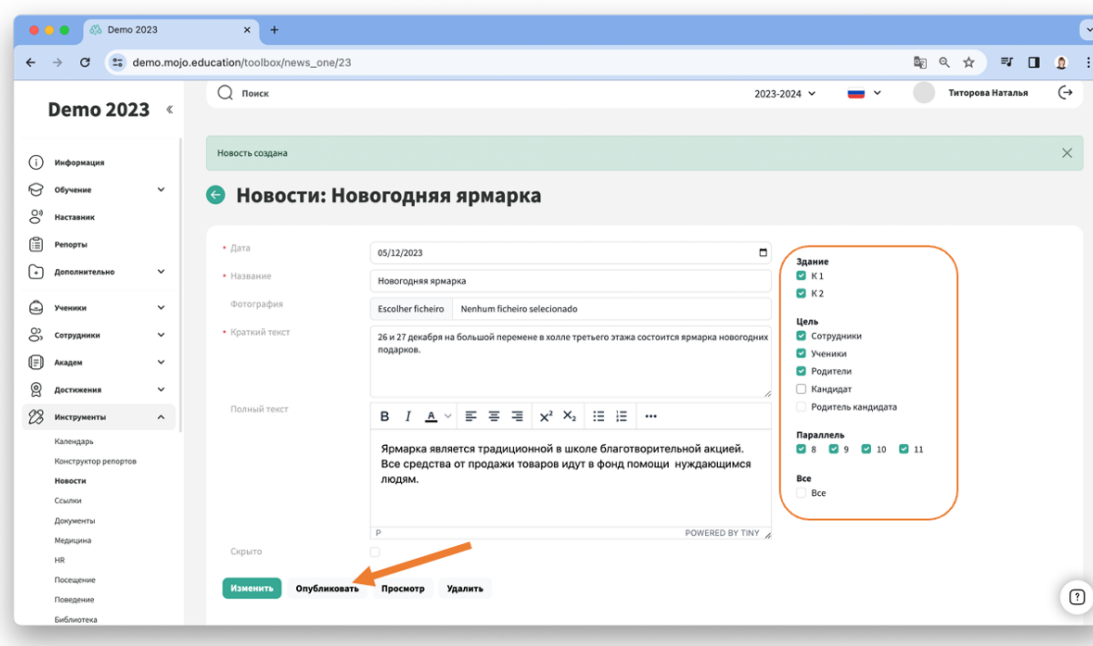 Demo 2023
demo.mojo.education/toolbox/news_one/23
Demo 2023 «
Поиск
2023-2024
Титорова Наталья
Информация
Обучение
Наставник
Репорты
Дополнительно
Ученики
Сотрудники
Академ
Достижения
Инструменты
Календарь
Конструктор репортов
Новости
Ссылки
Документы
Медицина
HR
Посещение
Поведение
Библиотека
Новость создана
Новости: Новогодняя ярмарка
• Дата
05/12/2023
• Название
Новогодняя ярмарка
Фотография
Escolher ficheiro Nenhum ficheiro selecionado
• Краткий текст
26 и 27 декабря на большой перемене в холле третьего этажа состоится ярмарка новогодних
подарков.
Полный текст
B I A X² X₂ ...
Ярмарка является традиционной в школе благотворительной акцией.
Все средства от продажи товаров идут в фонд помощи нуждающимся
людям.
P POWERED BY TINY
Скрыто
Изменить Опубликовать Просмотр Удалить
Здание
К 1
К 2
Цель
Сотрудники
Ученики
Родители
Кандидат
Родитель кандидата
Параллель
8 9 10 11
Все
Все
?